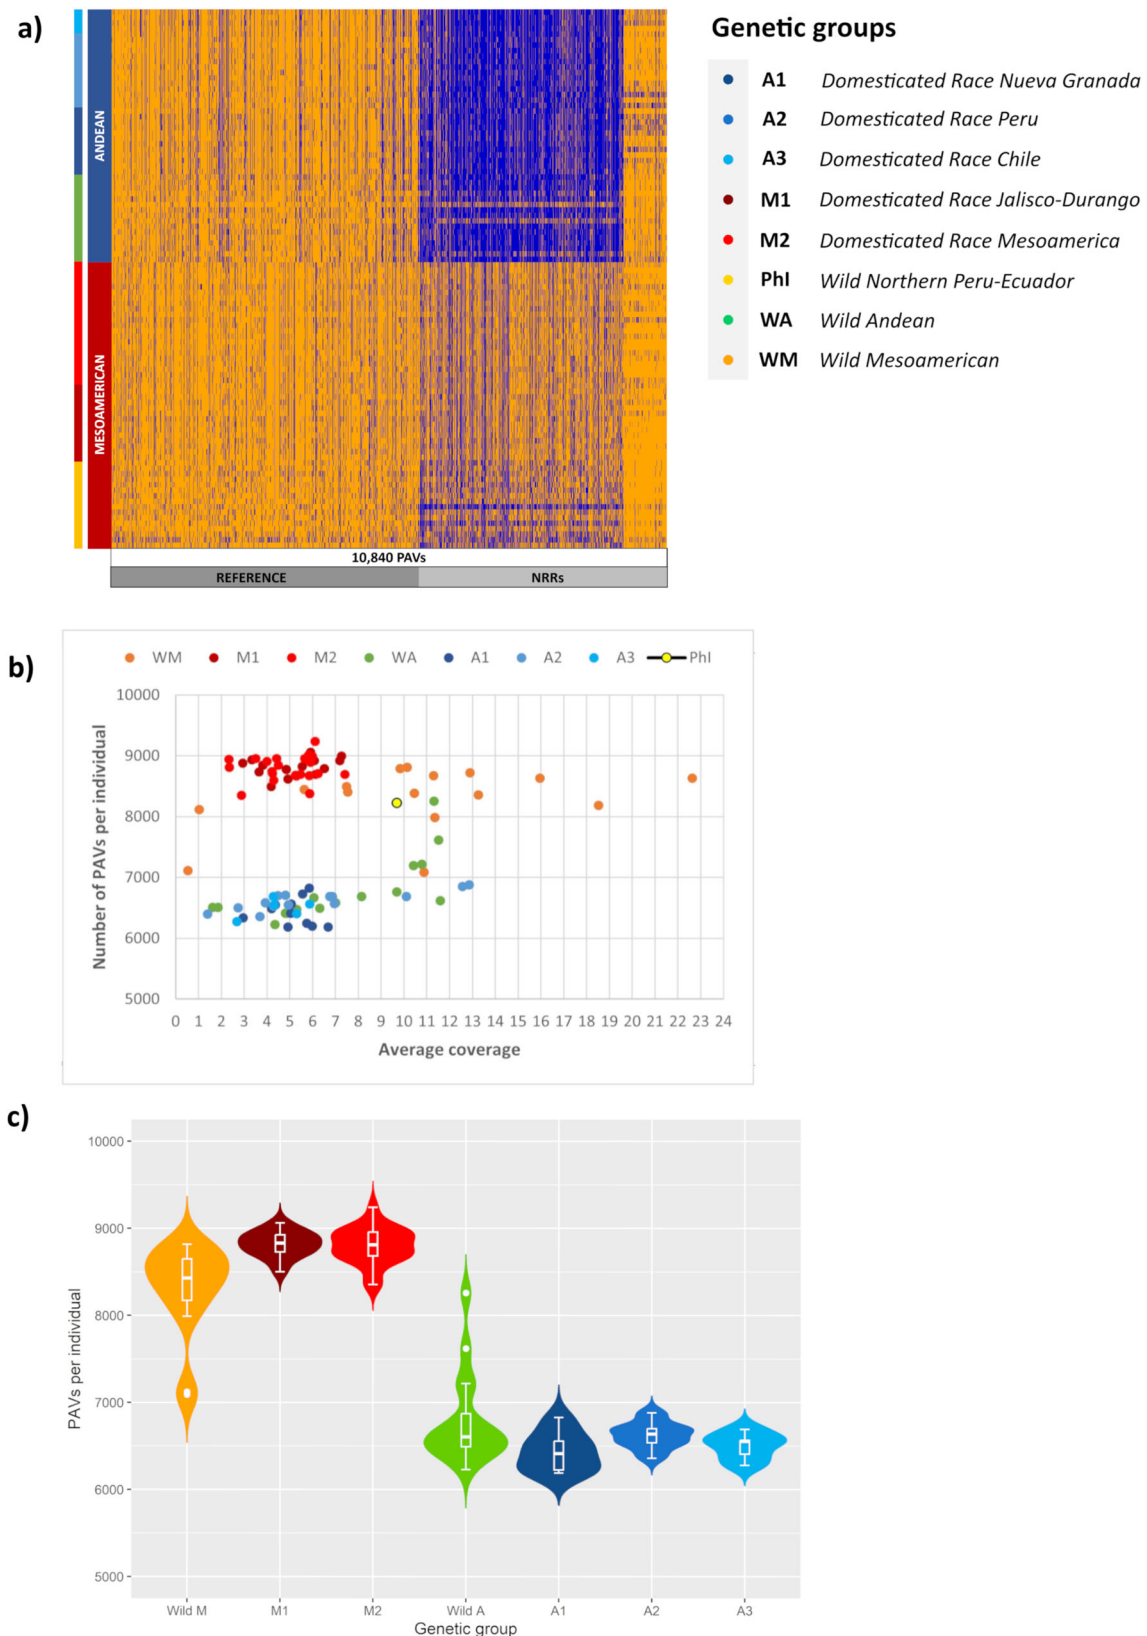 a)
ANDEAN
MESOAMERICAN
10,840 PAVs
REFERENCE NRRs
Genetic groups
A1 Domesticated Race Nueva Granada
A2 Domesticated Race Peru
A3 Domesticated Race Chile
M1 Domesticated Race Jalisco-Durango
M2 Domesticated Race Mesoamerica
PhI Wild Northern Peru-Ecuador
WA Wild Andean
WM Wild Mesoamerican
b)
WM M1 M2 WA A1 A2 A3 PhI
10000
9000
8000
7000
6000
5000
Number of PAVs per individual
0 1 2 3 4 5 6 7 8 9 10 11 12 13 14 15 16 17 18 19 20 21 22 23 24
Average coverage
c)
10000
9000
8000
7000
6000
5000
PAVs per individual
Wild M M1 M2 Wild A A1 A2 A3
Genetic group